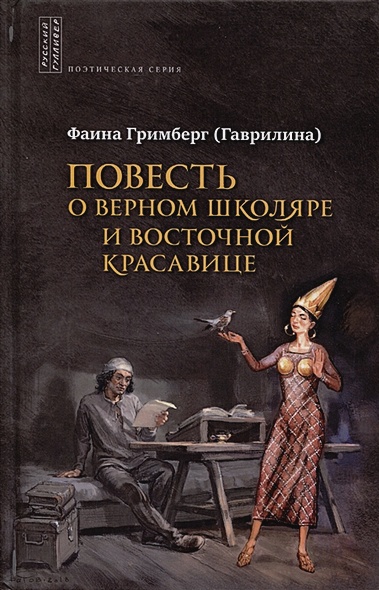 РУССКИЙ
ГУЛЛИВЕР
ПОЭТИЧЕСКАЯ СЕРИЯ
Фаина Гримберг (Гаврилина)
ПОВЕСТЬ
О ВЕРНОМ ШКОЛЯРЕ
И ВОСТОЧНОЙ
КРАСАВИЦЕ